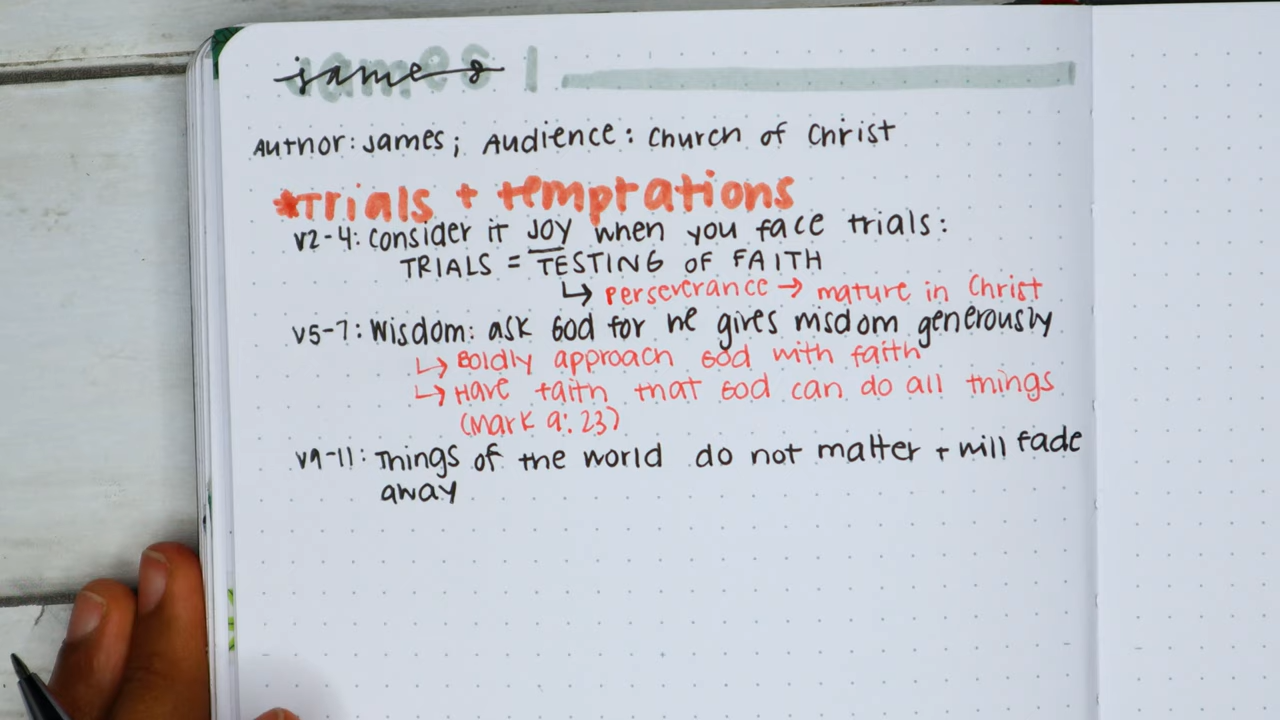 james 1
Author: James; Audience: Church of Christ
*Trials + temptations
v2-4: Consider it JOY when you face trials:
TRIALS = TESTING OF FAITH
↳ perseverance → mature in Christ
v5-7: Wisdom: ask God for he gives wisdom generously
↳ Boldly approach God with faith
↳ Have faith that God can do all things
(Mark 9:23)
v9-11: Things of the world do not matter + will fade
away